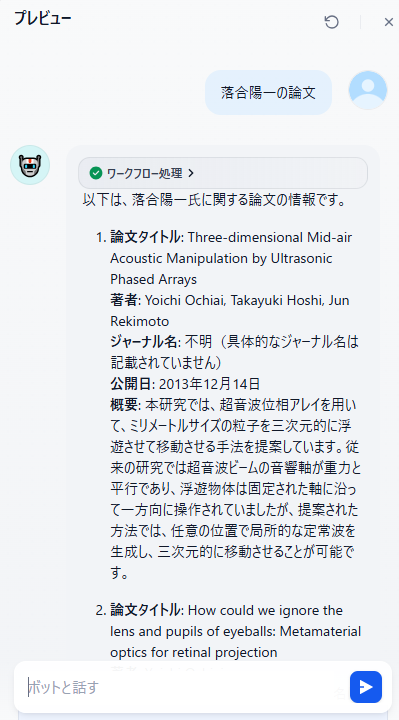 プレビュー
落合陽一の論文
ワークフロー処理
以下は、落合陽一氏に関する論文の情報です。
1. 論文タイトル: Three-dimensional Mid-air
Acoustic Manipulation by Ultrasonic
Phased Arrays
著者: Yoichi Ochiai, Takayuki Hoshi, Jun
Rekimoto
ジャーナル名: 不明（具体的なジャーナル名は
記載されていません）
公開日: 2013年12月14日
概要: 本研究では、超音波位相アレイを用い
て、ミリメートルサイズの粒子を三次元的に浮
遊させて移動させる手法を提案しています。従
来の研究では超音波ビームの音響軸が重力と
平行であり、浮遊物体は固定された軸に沿っ
て一方向に操作されていましたが、提案された
方法では、任意の位置で局所的な定常波を
生成し、三次元的に移動させることが可能で
す。
2. 論文タイトル: How could we ignore the
lens and pupils of eyeballs: Metamaterial
optics for retinal projection
ボットと話す